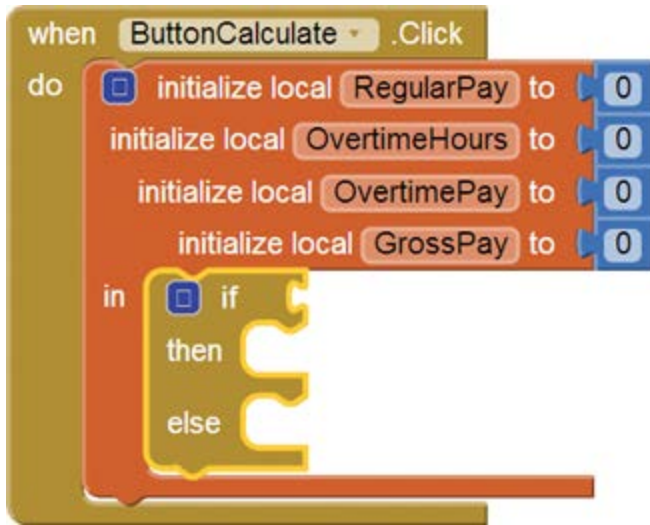 when ButtonCalculate .Click
do initialize local RegularPay to 0
initialize local OvertimeHours to 0
initialize local OvertimePay to 0
initialize local GrossPay to 0
in if
then
else